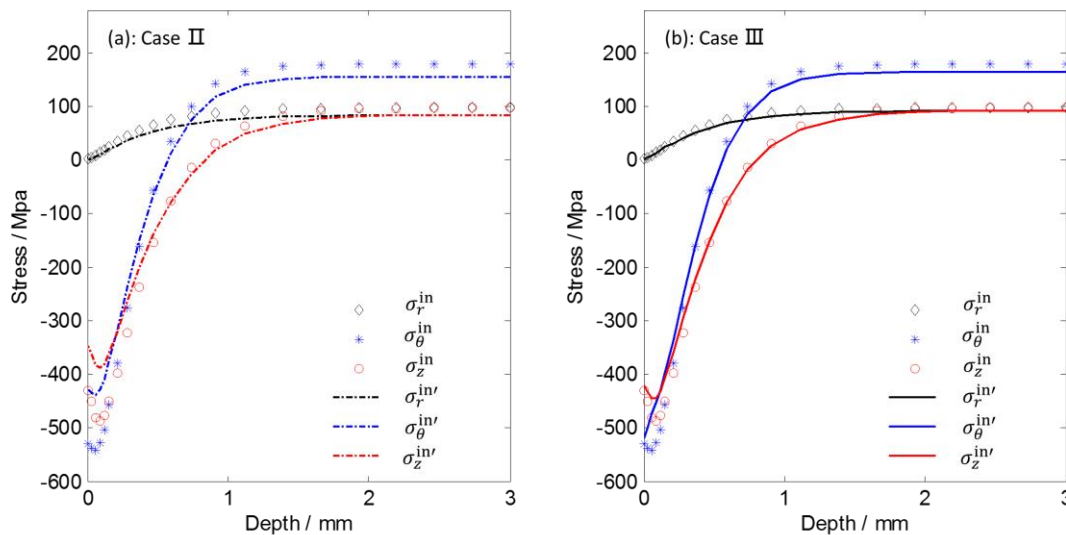 (a): Case Ⅱ
200
100
0
-100
-200
-300
-400
-500
-600
Stress / Mpa
σ_r^in
σ_θ^in
σ_z^in
σ_r^in′
σ_θ^in′
σ_z^in′
0 1 2 3
Depth / mm
(b): Case Ⅲ
200
100
0
-100
-200
-300
-400
-500
-600
Stress / Mpa
σ_r^in
σ_θ^in
σ_z^in
σ_r^in′
σ_θ^in′
σ_z^in′
0 1 2 3
Depth / mm